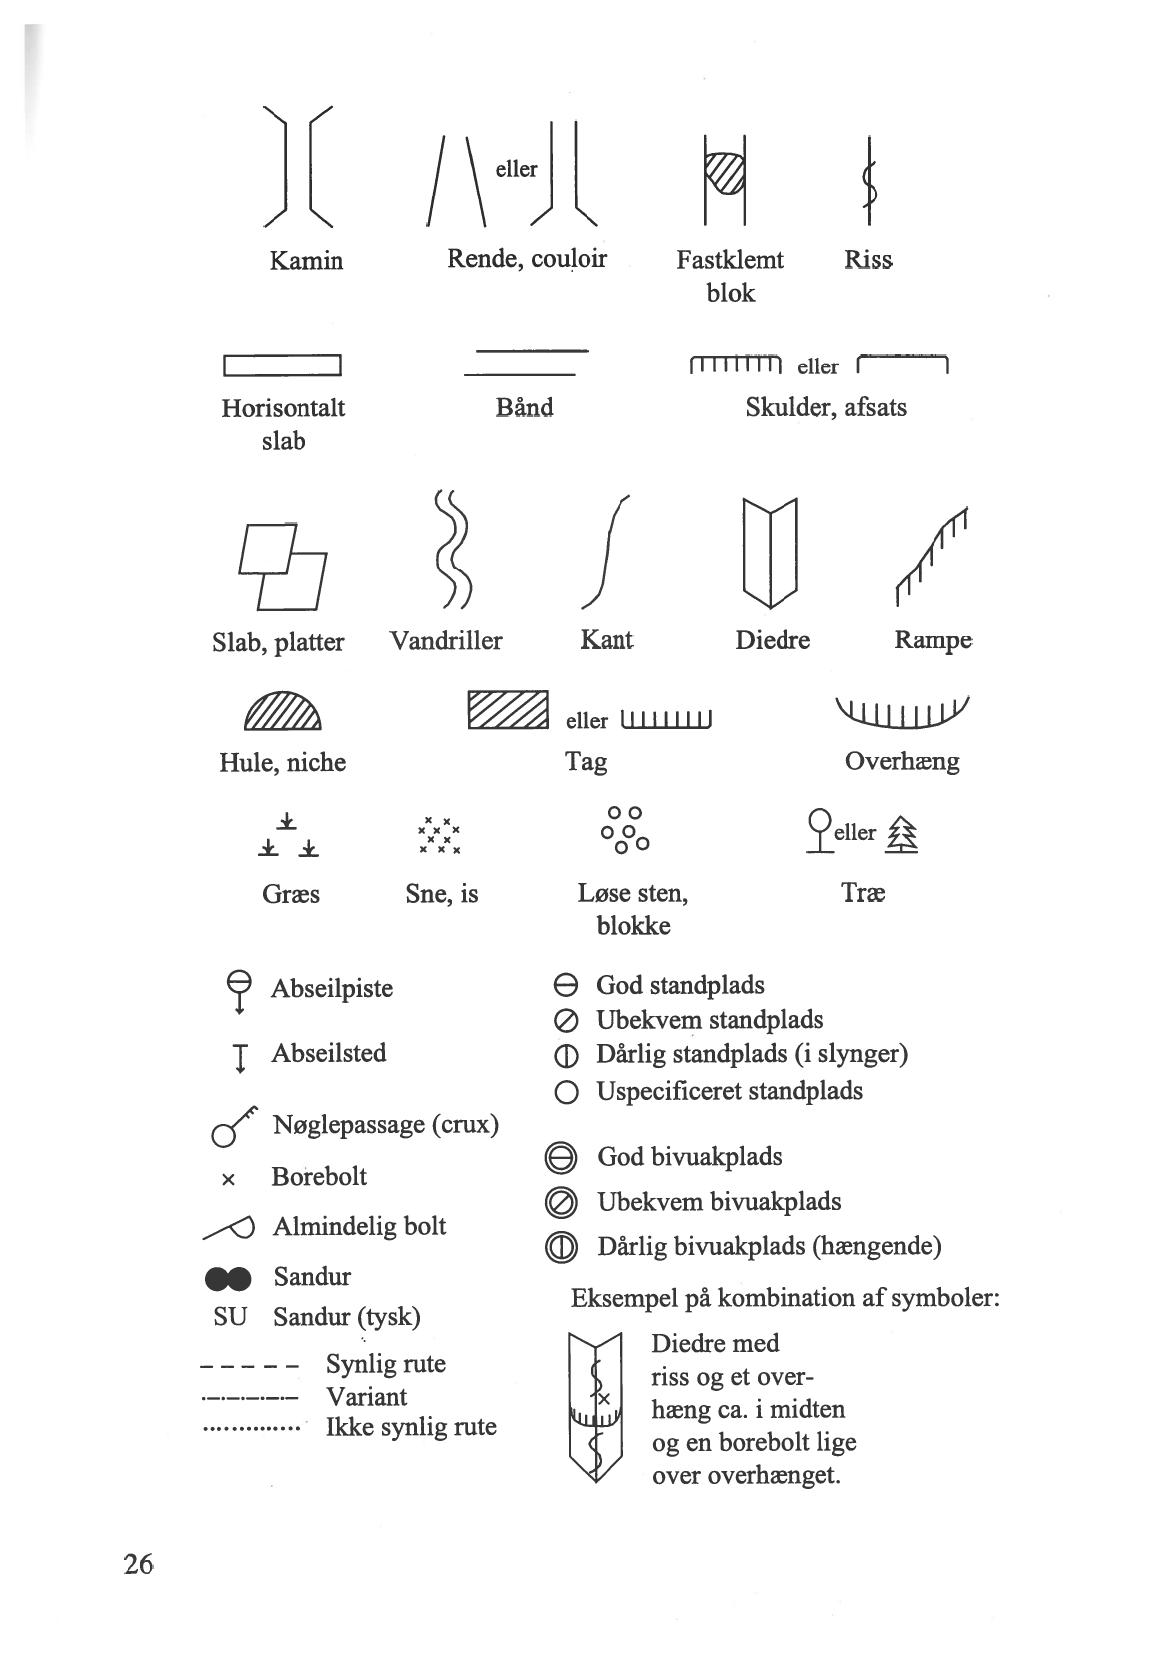 eller
Kamin Rende, couloir Fastklemt blok Riss
eller
Horisontalt slab Bånd Skulder, afsats
Slab, platter Vandriller Kant Diedre Rampe
eller
Hule, niche Tag Overhæng
eller
Græs Sne, is Løse sten, blokke Træ
Abseilpiste
Abseilsted
Nøglepassage (crux)
x Borebolt
Almindelig bolt
Sandur
SU Sandur (tysk)
Synlig rute
Variant
Ikke synlig rute
God standplads
Ubekvem standplads
Dårlig standplads (i slynger)
Uspecificeret standplads
God bivuakplads
Ubekvem bivuakplads
Dårlig bivuakplads (hængende)
Eksempel på kombination af symboler:
Diedre med
riss og et over-
hæng ca. i midten
og en borebolt lige
over overhænget.
26